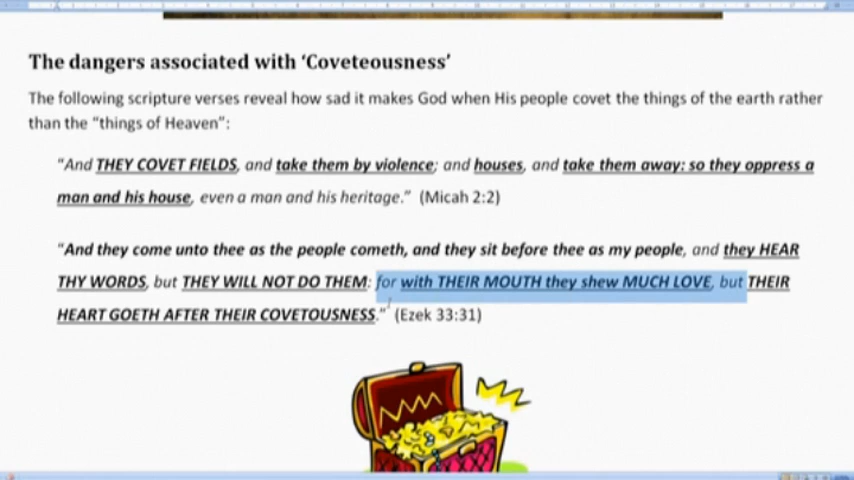 The dangers associated with ‘Coveteousness’
The following scripture verses reveal how sad it makes God when His people covet the things of the earth rather
than the “things of Heaven”:
“And THEY COVET FIELDS, and take them by violence; and houses, and take them away: so they oppress a
man and his house, even a man and his heritage.” (Micah 2:2)
“And they come unto thee as the people cometh, and they sit before thee as my people, and they HEAR
THY WORDS, but THEY WILL NOT DO THEM: for with THEIR MOUTH they shew MUCH LOVE, but THEIR
HEART GOETH AFTER THEIR COVETOUSNESS.” (Ezek 33:31)